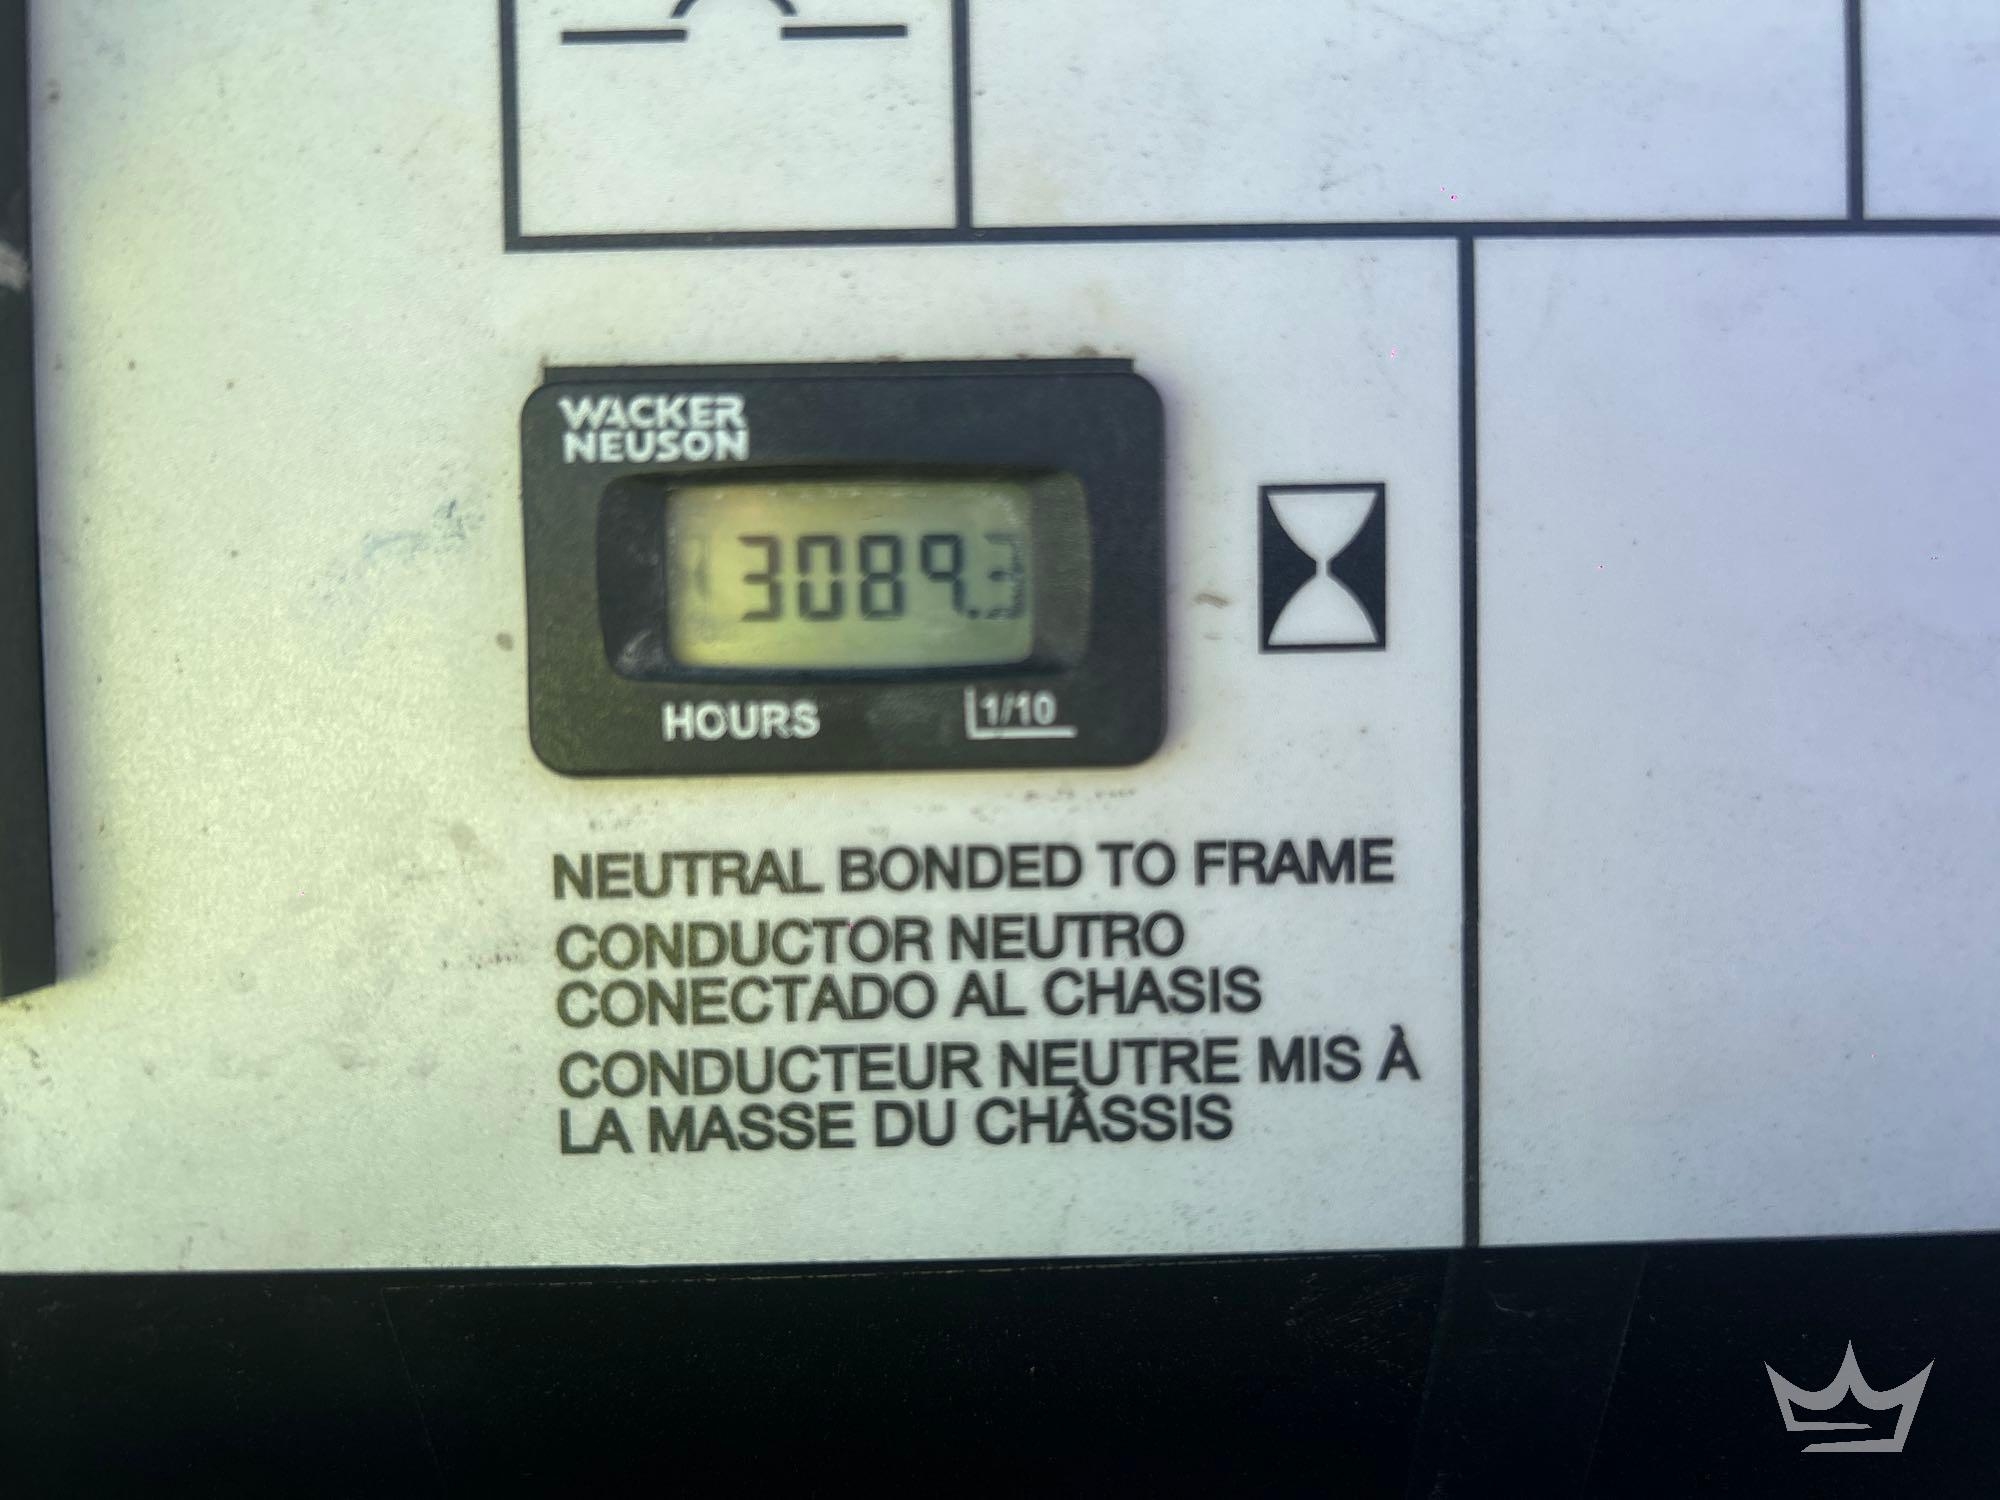 WACKER
NEUSON
3089.3
HOURS
1/10
NEUTRAL BONDED TO FRAME
CONDUCTOR NEUTRO
CONECTADO AL CHASIS
CONDUCTEUR NEUTRE MIS À
LA MASSE DU CHÂSSIS